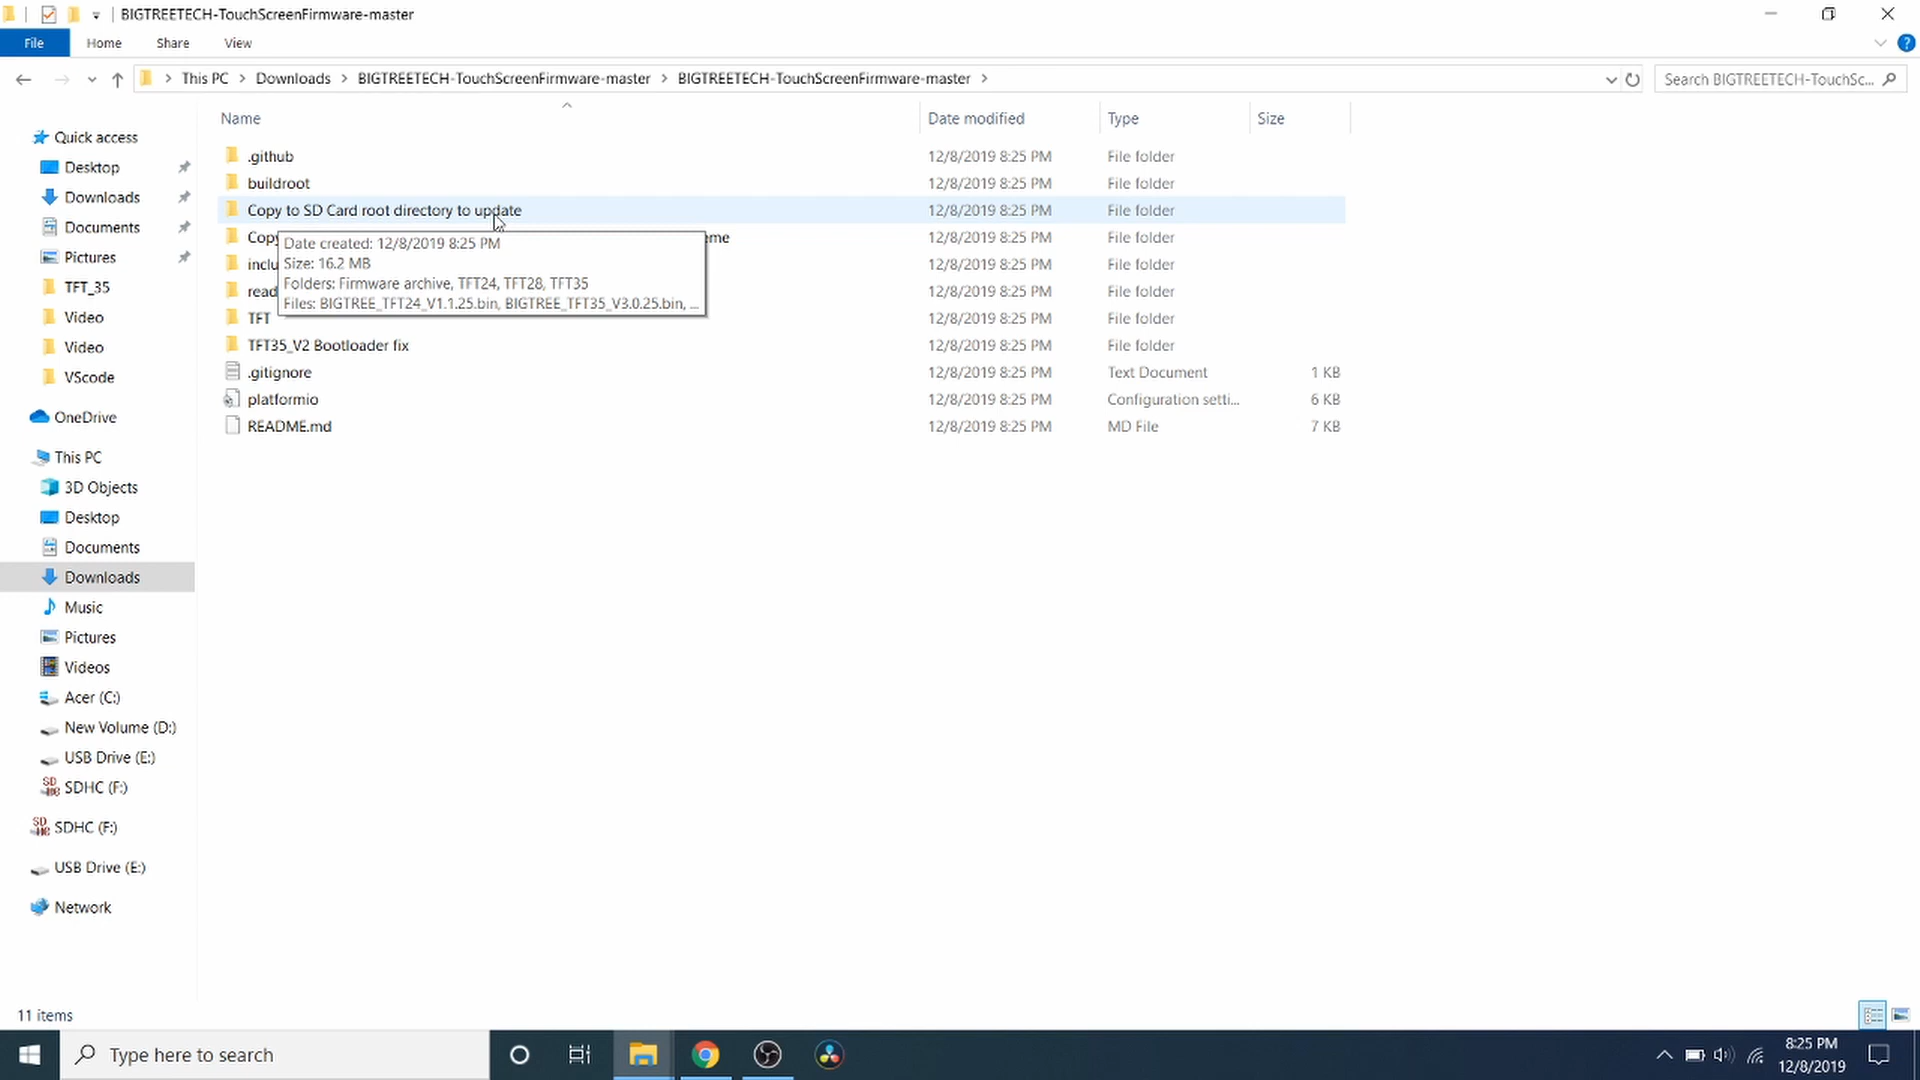 BIGTREETECH-TouchScreenFirmware-master
File Home Share View
This PC Downloads BIGTREETECH-TouchScreenFirmware-master BIGTREETECH-TouchScreenFirmware-master
Search BIGTREETECH-TouchSc...
Name Date modified Type Size
.github 12/8/2019 8:25 PM File folder
buildroot 12/8/2019 8:25 PM File folder
Copy to SD Card root directory to update 12/8/2019 8:25 PM File folder
Copy eme 12/8/2019 8:25 PM File folder
inclu 12/8/2019 8:25 PM File folder
read 12/8/2019 8:25 PM File folder
TFT 12/8/2019 8:25 PM File folder
TFT35_V2 Bootloader fix 12/8/2019 8:25 PM File folder
.gitignore 12/8/2019 8:25 PM Text Document 1 KB
platformio 12/8/2019 8:25 PM Configuration setti... 6 KB
README.md 12/8/2019 8:25 PM MD File 7 KB
Date created: 12/8/2019 8:25 PM
Size: 16.2 MB
Folders: Firmware archive, TFT24, TFT28, TFT35
Files: BIGTREE_TFT24_V1.1.25.bin, BIGTREE_TFT35_V3.0.25.bin, ...
Quick access
Desktop
Downloads
Documents
Pictures
TFT_35
Video
Video
VScode
OneDrive
This PC
3D Objects
Desktop
Documents
Downloads
Music
Pictures
Videos
Acer (C:)
New Volume (D:)
USB Drive (E:)
SDHC (F:)
SDHC (F:)
USB Drive (E:)
Network
11 items
Type here to search
8:25 PM
12/8/2019